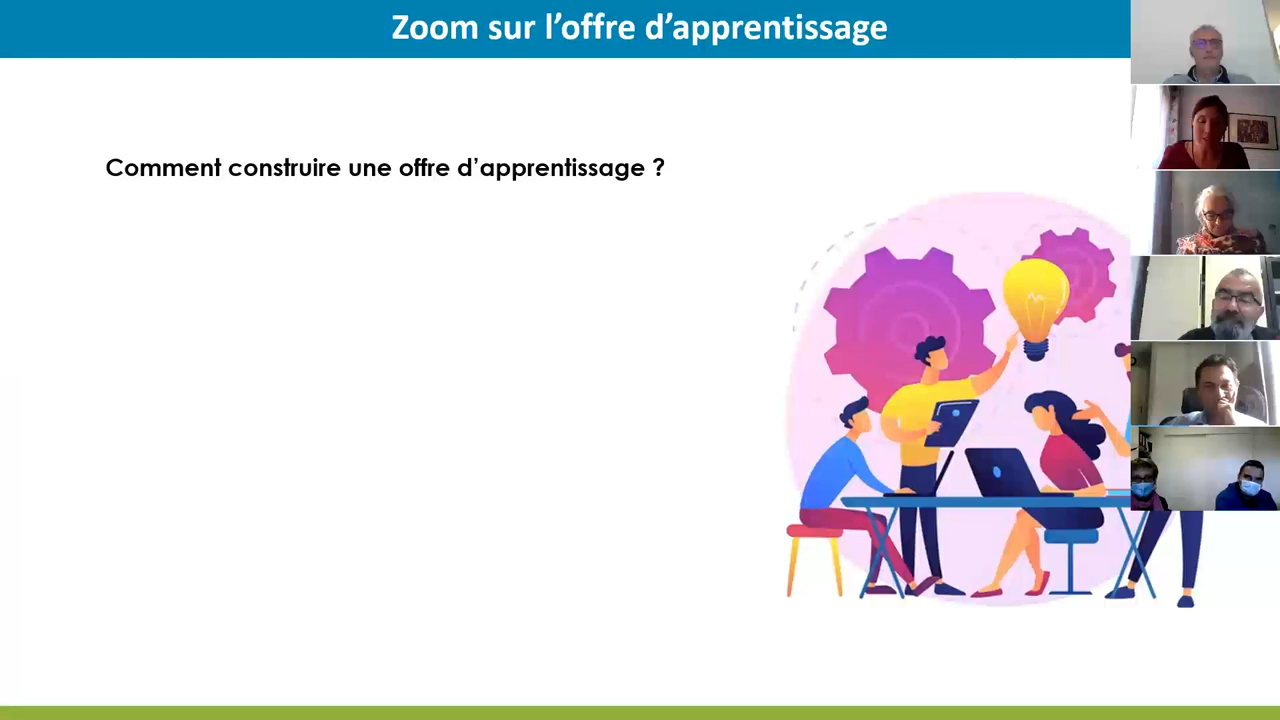 Zoom sur l’offre d’apprentissage
Comment construire une offre d’apprentissage ?